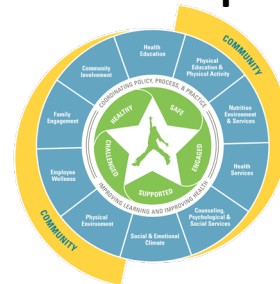 COMMUNITY
Health
Education
Physical
Education &
Physical Activity
Nutrition
Environment
& Services
Health
Services
Counseling,
Psychological &
Social Services
Social & Emotional
Climate
Physical
Environment
Employee
Wellness
Family
Engagement
Community
Involvement
COMMUNITY
COORDINATING POLICY, PROCESS, & PRACTICE
IMPROVING LEARNING AND IMPROVING HEALTH
HEALTHY
SAFE
ENGAGED
SUPPORTED
CHALLENGED